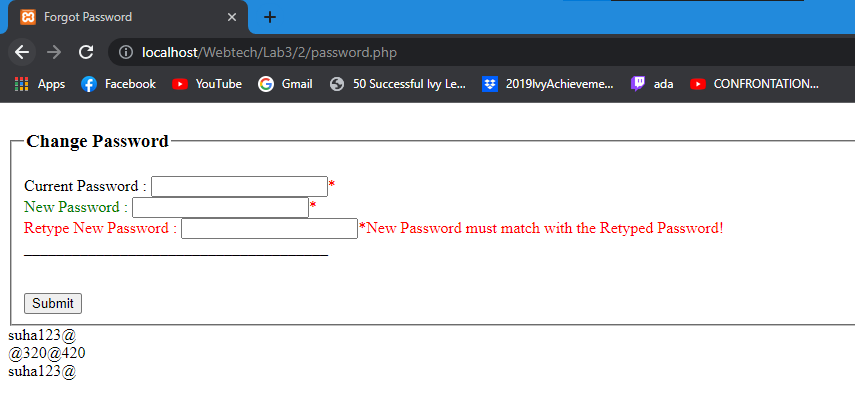 Forgot Password
localhost/Webtech/Lab3/2/password.php
Apps Facebook YouTube Gmail 50 Successful Ivy Le... 2019IvyAchieveme... ada CONFRONTATION...
Change Password
Current Password : *
New Password : *
Retype New Password : *New Password must match with the Retyped Password!
Submit
suha123@
@320@420
suha123@